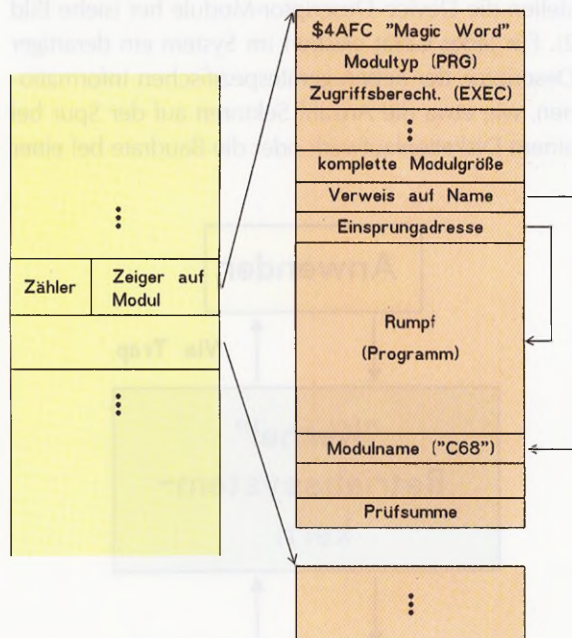 $4AFC "Magic Word"
Modultyp (PRG)
Zugriffsberecht. (EXEC)
komplette Modulgröße
Verweis auf Name
Einsprungadresse
Zähler
Zeiger auf
Modul
Rumpf
(Programm)
Modulname ("C68")
Prüfsumme